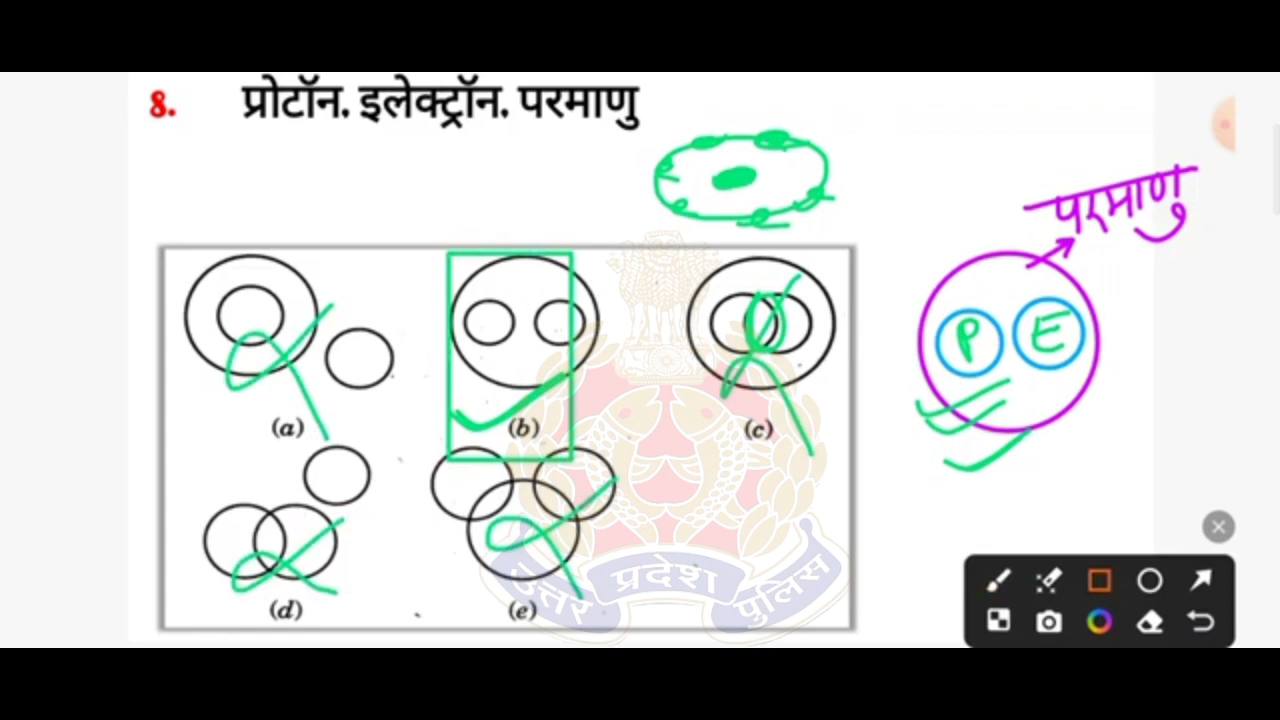 8. प्रोटॉन. इलेक्ट्रॉन. परमाणु
परमाणु
P E
(a) (b) (c)
(d) (e)
उत्तर प्रदेश पुलिस